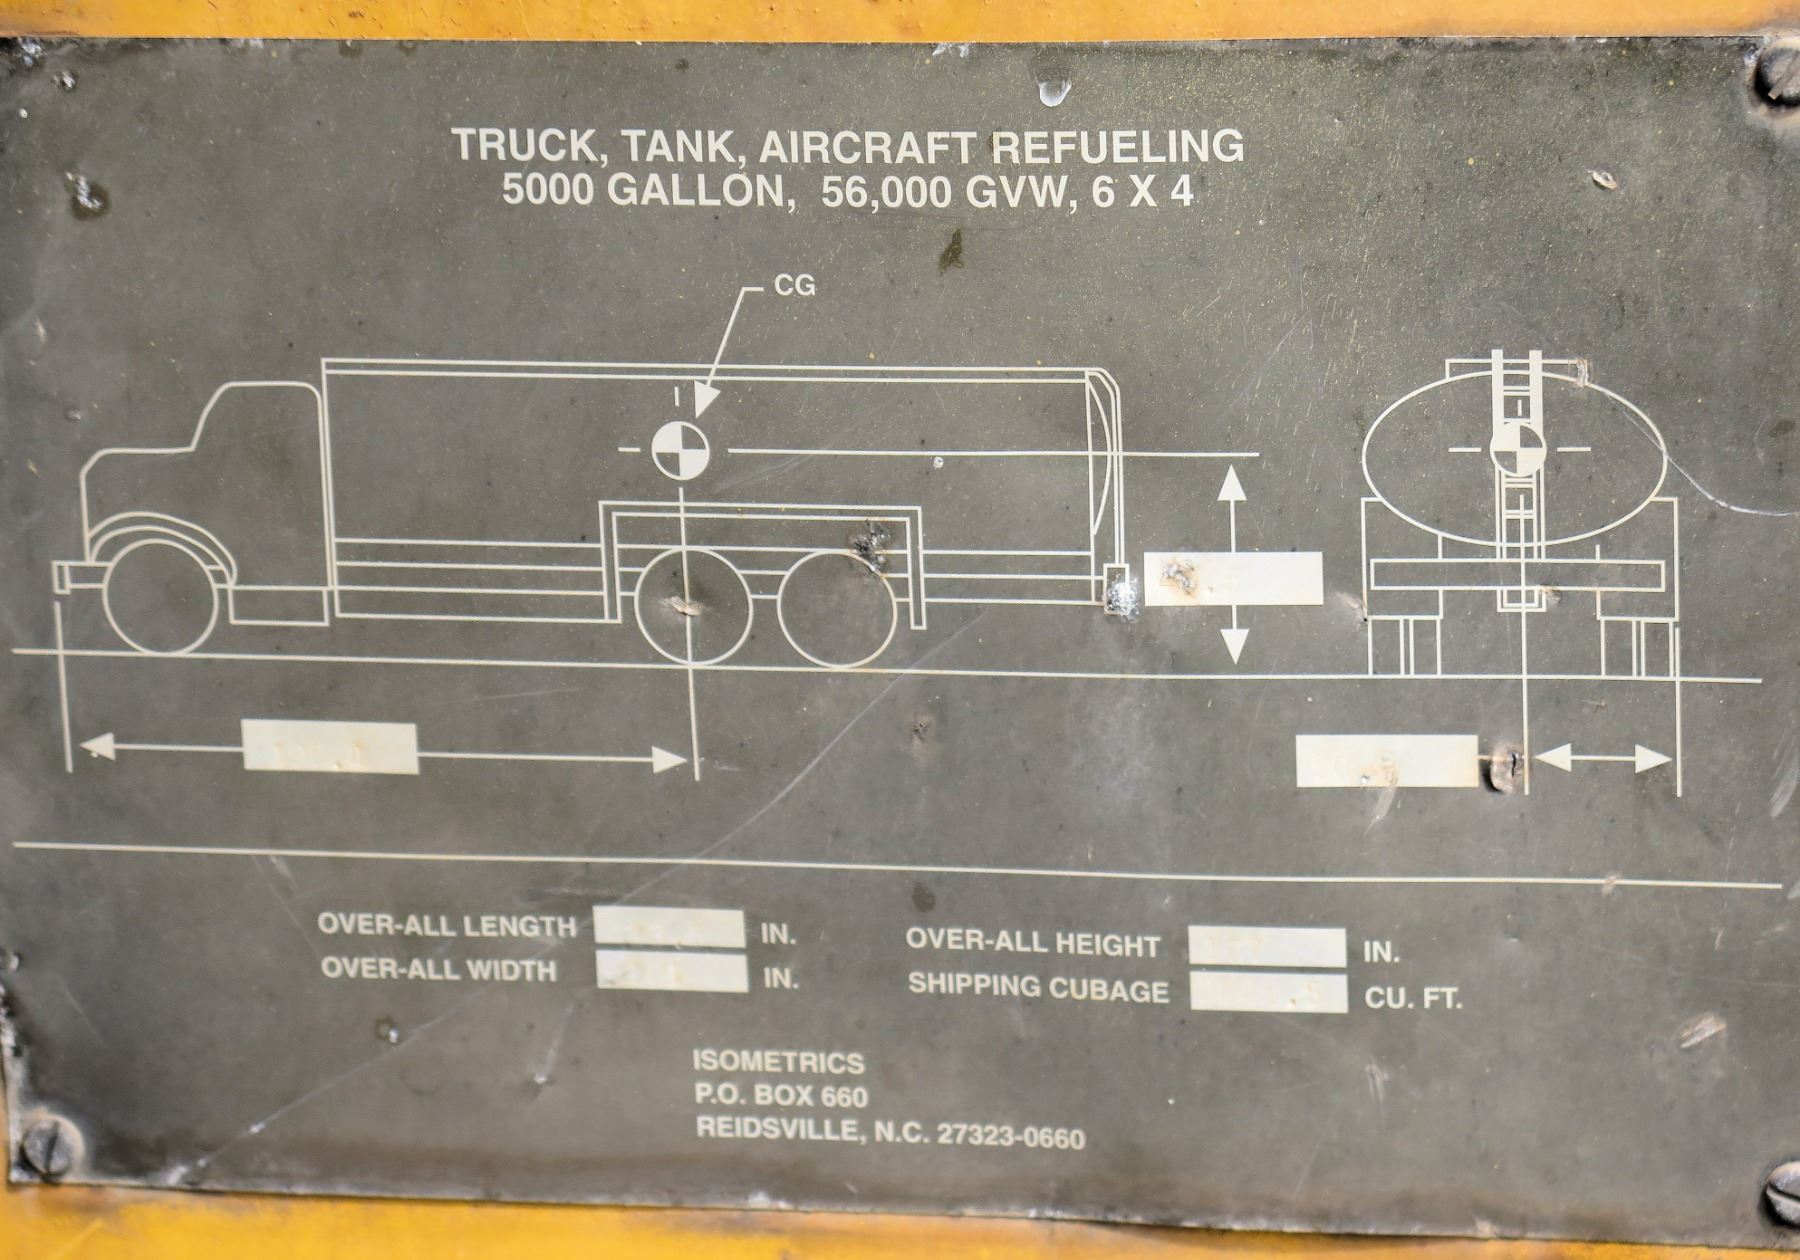 TRUCK, TANK, AIRCRAFT REFUELING
5000 GALLON, 56,000 GVW, 6 X 4
CG
OVER-ALL LENGTH IN.
OVER-ALL WIDTH IN.
OVER-ALL HEIGHT IN.
SHIPPING CUBAGE CU. FT.
ISOMETRICS
P.O. BOX 660
REIDSVILLE, N.C. 27323-0660